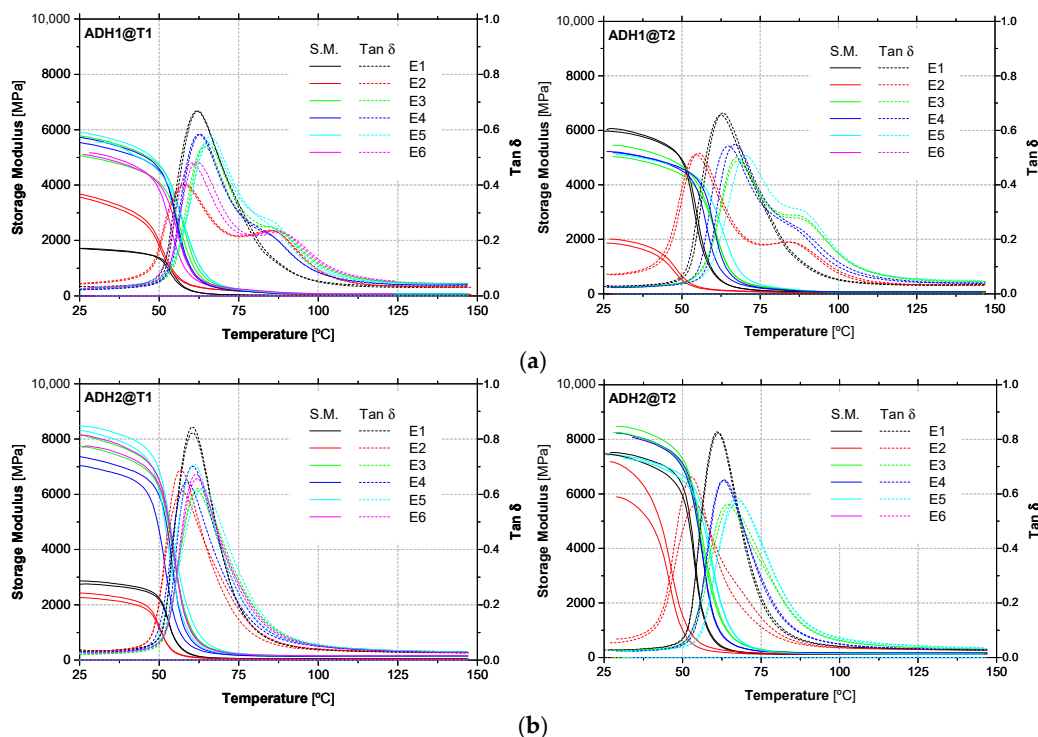 (a)
ADH1@T1
S.M. Tan δ
E1
E2
E3
E4
E5
E6
10,000
8000
6000
4000
2000
0
Storage Modulus [MPa]
1.0
0.8
0.6
0.4
0.2
0.0
Tan δ
25 50 75 100 125 150
Temperature [ºC]
ADH1@T2
S.M. Tan δ
E1
E2
E3
E4
E5
E6
10,000
8000
6000
4000
2000
0
Storage Modulus [MPa]
1.0
0.8
0.6
0.4
0.2
0.0
Tan δ
25 50 75 100 125 150
Temperature [ºC]
ADH2@T1
S.M. Tan δ
E1
E2
E3
E4
E5
E6
10,000
8000
6000
4000
2000
0
Storage Modulus [MPa]
1.0
0.8
0.6
0.4
0.2
0.0
Tan δ
25 50 75 100 125 150
Temperature [ºC]
ADH2@T2
S.M. Tan δ
E1
E2
E3
E4
E5
E6
10,000
8000
6000
4000
2000
0
Storage Modulus [MPa]
1.0
0.8
0.6
0.4
0.2
0.0
Tan δ
25 50 75 100 125 150
Temperature [ºC]
(b)